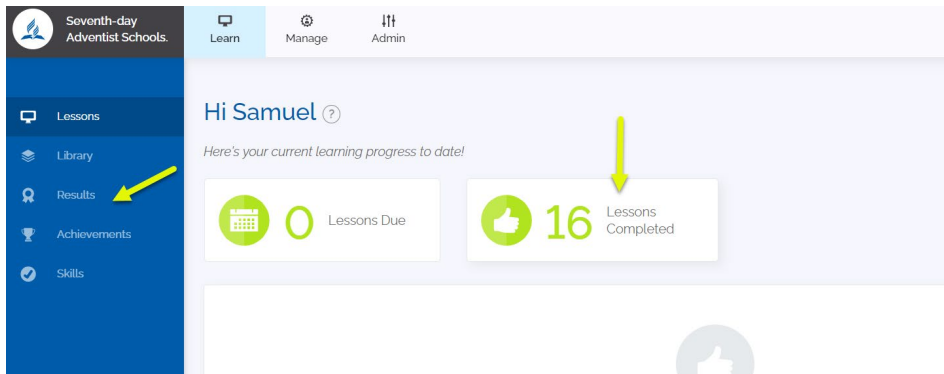 Seventh-day
Adventist Schools.
Learn
Manage
Admin
Lessons
Library
Results
Achievements
Skills
Hi Samuel ?
Here's your current learning progress to date!
0 Lessons Due
16 Lessons
Completed